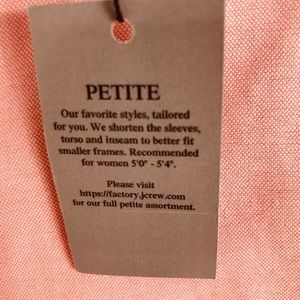 PETITE
Our favorite styles, tailored
for you. We shorten the sleeves,
torso and inseam to better fit
smaller frames. Recommended
for women 5'0" - 5'4".
Please visit
https://factory.jcrew.com
for our full petite assortment.